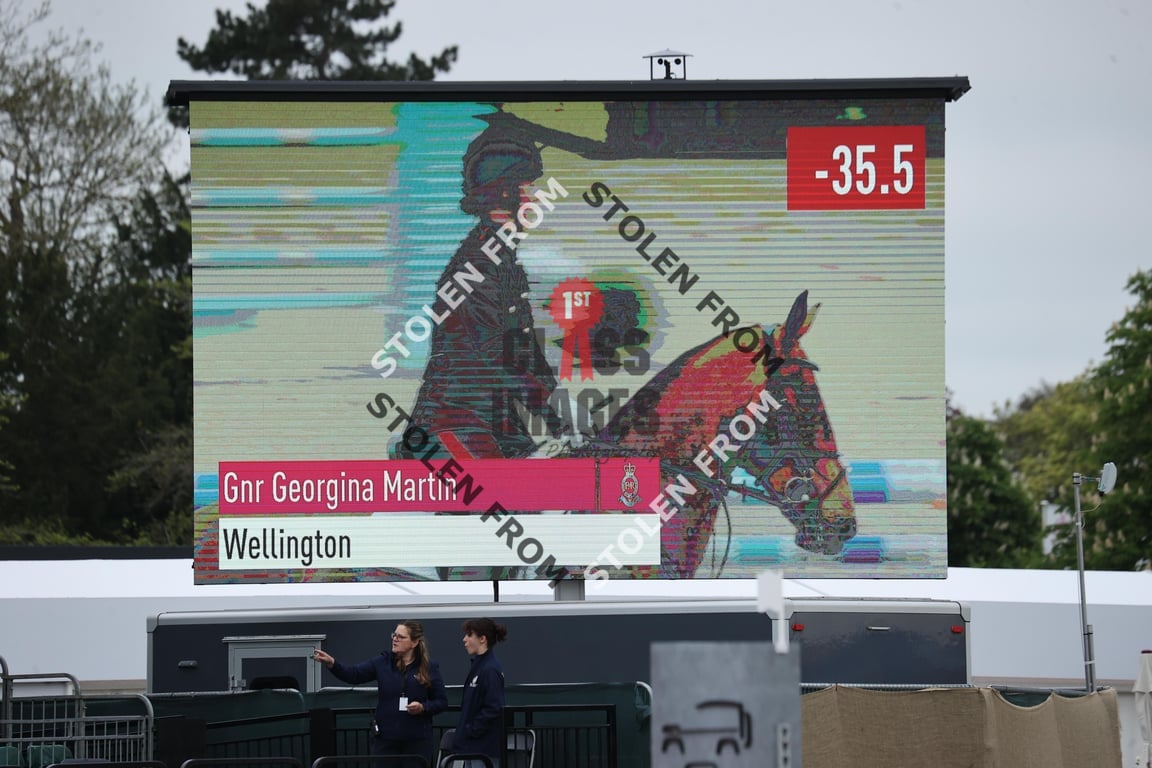 -35.5
STOLEN FROM
STOLEN FROM
1ST
CLASS
IMAGES
STOLEN FROM
STOLEN FROM
Gnr Georgina Martin
Wellington